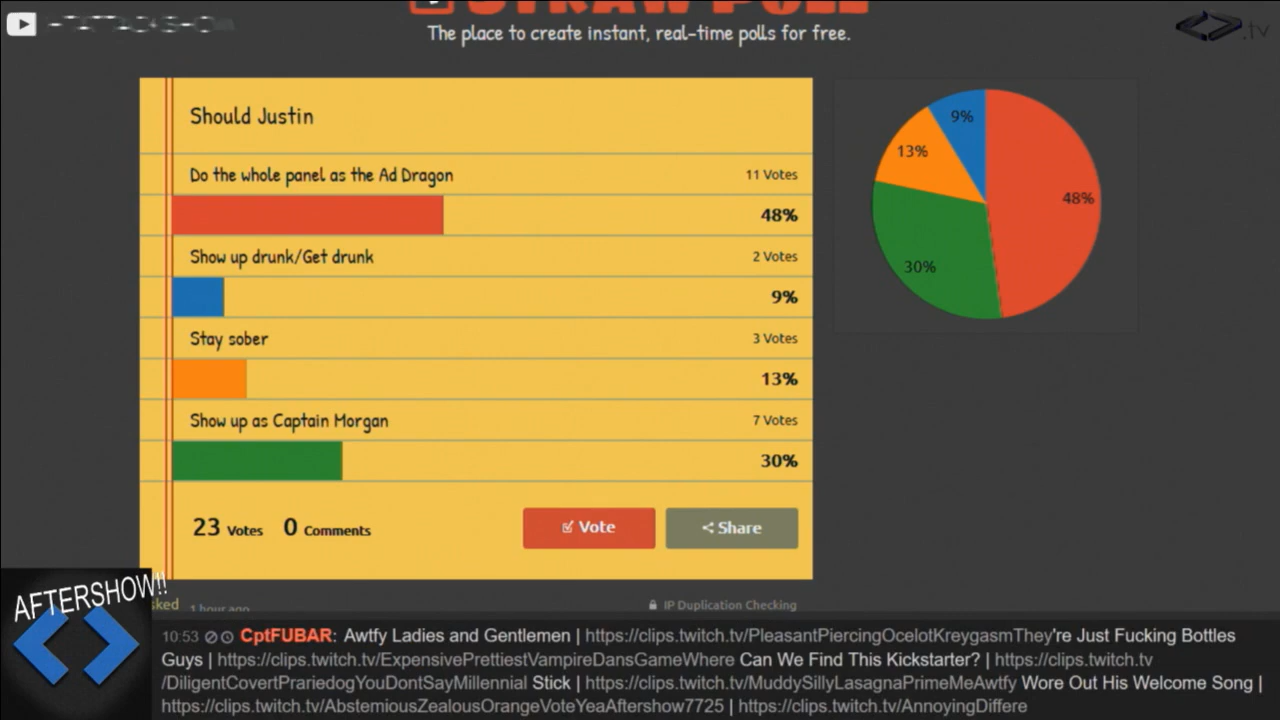 STRAW POLL
The place to create instant, real-time polls for free.
.tv
Should Justin
Do the whole panel as the Ad Dragon
11 Votes
48%
Show up drunk/Get drunk
2 Votes
9%
Stay sober
3 Votes
13%
Show up as Captain Morgan
7 Votes
30%
23 Votes 0 Comments
Vote
Share
9%
13%
48%
30%
AFTERSHOW!!
1 hour ago
IP Duplication Checking
10:53 CptFUBAR: Awtfy Ladies and Gentlemen | https://clips.twitch.tv/PleasantPiercingOcelotKreygasmThey're Just Fucking Bottles
Guys | https://clips.twitch.tv/ExpensivePrettiestVampireDansGameWhere Can We Find This Kickstarter? | https://clips.twitch.tv
/DiligentCovertPrariedogYouDontSayMillennial Stick | https://clips.twitch.tv/MuddySillyLasagnaPrimeMeAwtfy Wore Out His Welcome Song |
https://clips.twitch.tv/AbstemiousZealousOrangeVoteYeaAftershow7725 | https://clips.twitch.tv/AnnoyingDiffere